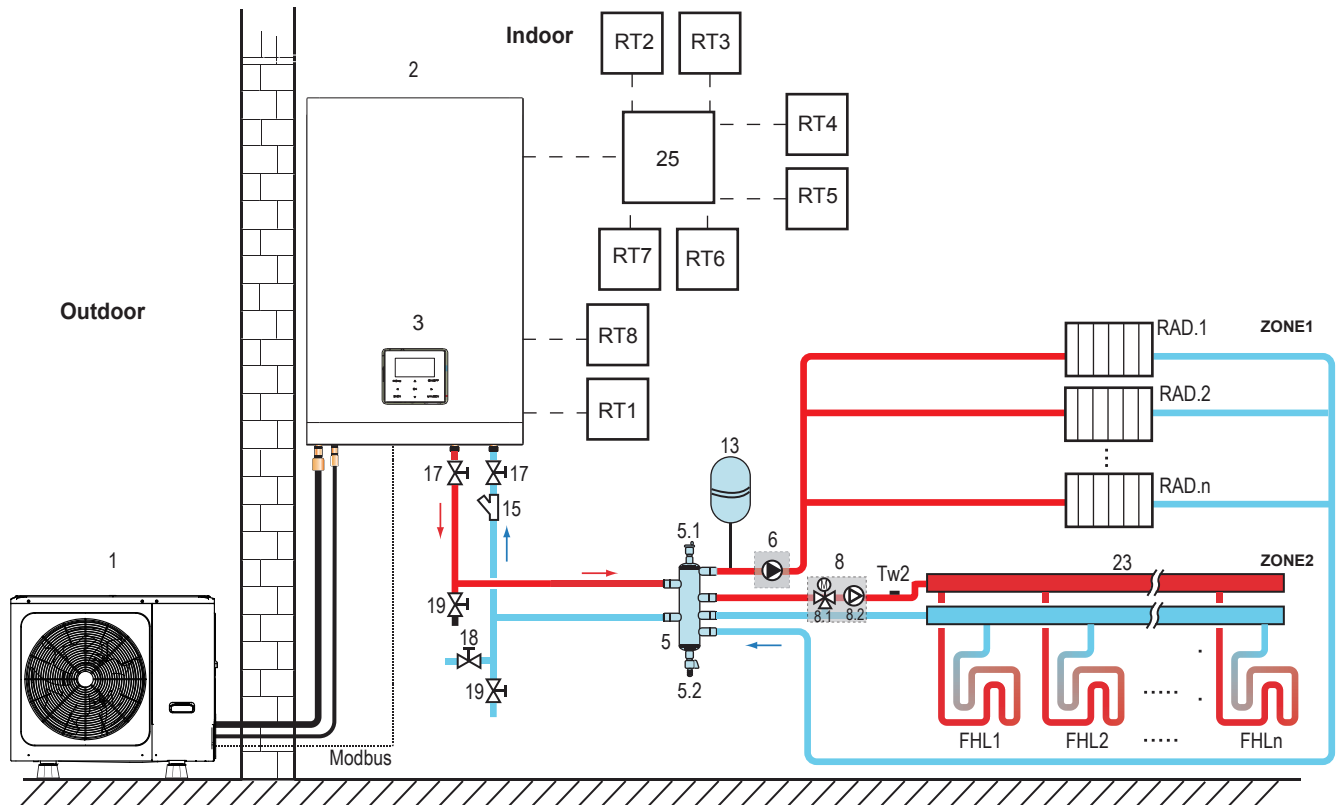 Indoor
RT2
RT3
2
RT4
25
RT5
RT7
RT6
Outdoor
3
RT8
RT1
RAD.1
ZONE1
RAD.2
13
17
17
15
RAD.n
5.1
6
1
8
Tw2
23
ZONE2
19
8.1
8.2
18
5
19
5.2
FHL1
FHL2
FHLn
Modbus